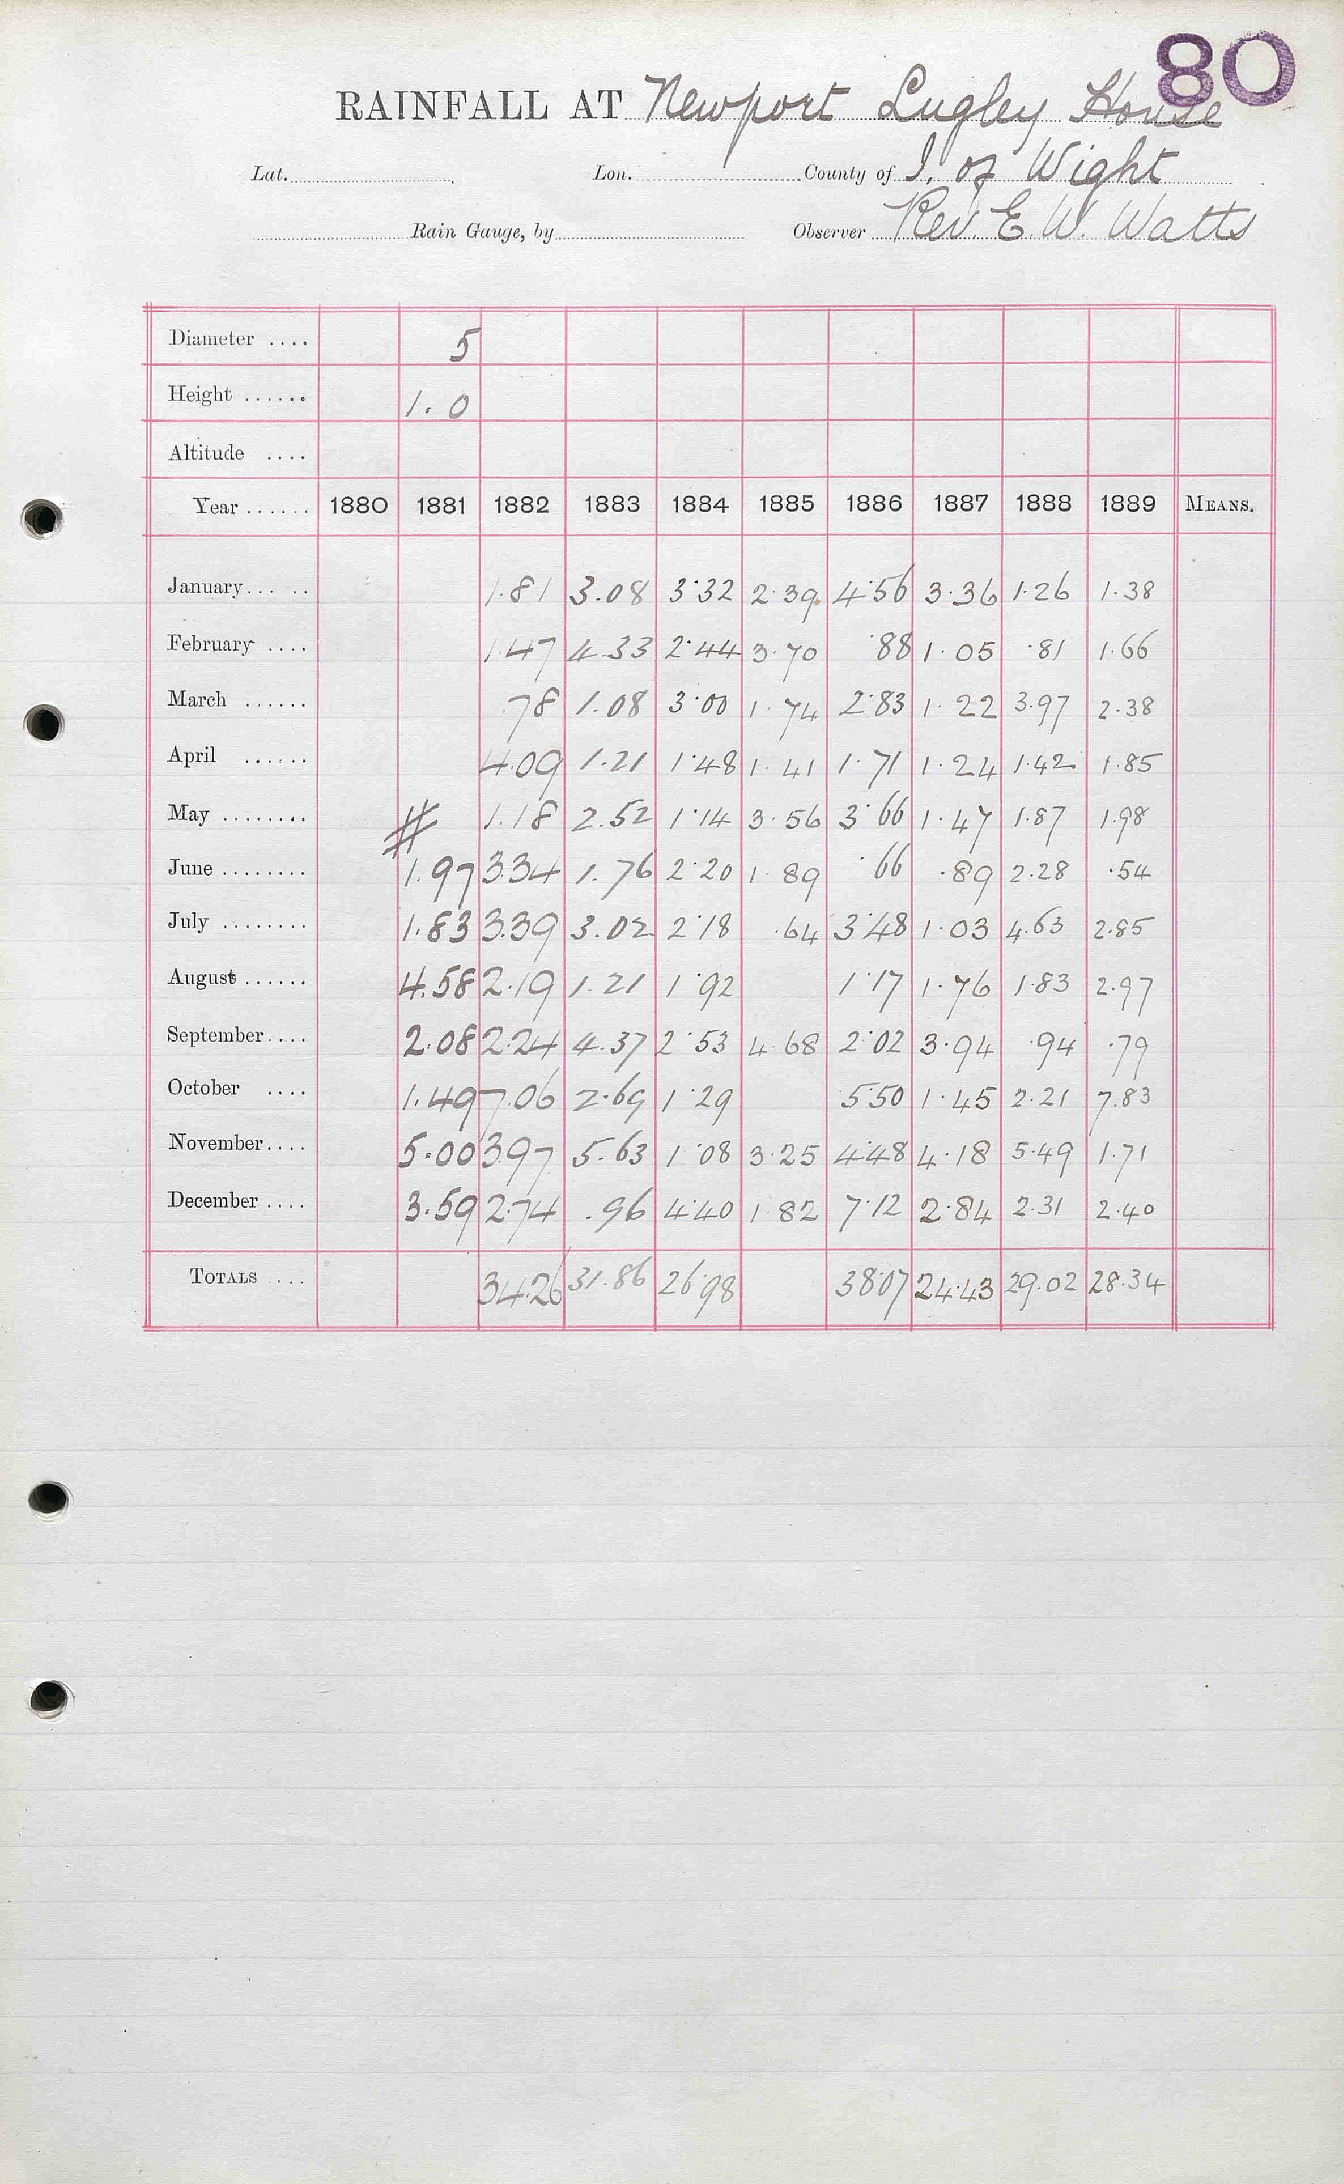 80
RAINFALL AT Newport Lugley House
Lat. Lon. County of I. of Wight
Rain Gauge, by Observer Rev. E. W. Watts
Diameter .... 5
Height ...... 1.0
Altitude ....
Year ...... 1880 1881 1882 1883 1884 1885 1886 1887 1888 1889 MEANS.
January ... .. 1.81 3.08 3.32 2.39 4.56 3.36 1.26 1.38
February .... 1.47 4.33 2.44 3.70 .88 1.05 .81 1.66
March ...... .78 1.08 3.00 1.74 2.83 1.22 3.97 2.38
April ...... 4.09 1.21 1.48 1.41 1.71 1.24 1.42 1.85
May ........ # 1.18 2.52 1.14 3.56 3.66 1.47 1.87 1.98
June ........ 1.97 3.34 1.76 2.20 1.89 .66 .89 2.28 .54
July ........ 1.83 3.39 3.02 2.18 .64 3.48 1.03 4.63 2.85
August ...... 4.58 2.19 1.21 1.92 1.17 1.76 1.83 2.97
September .... 2.08 2.24 4.37 2.53 4.68 2.02 3.94 .94 .79
October .... 1.49 7.06 2.69 1.29 5.50 1.45 2.21 7.83
November .... 5.00 3.97 5.63 1.08 3.25 4.48 4.18 5.49 1.71
December .... 3.59 2.74 .96 4.40 1.82 7.12 2.84 2.31 2.40
TOTALS .... 34.26 31.86 26.98 38.07 24.43 29.02 28.34